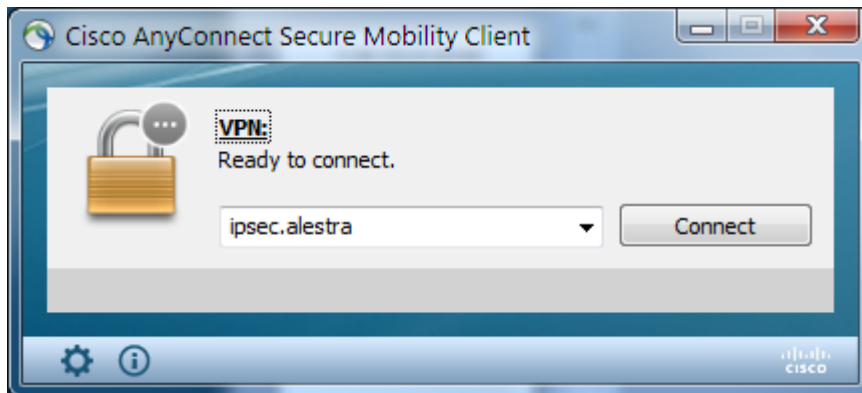 Cisco AnyConnect Secure Mobility Client
VPN:
Ready to connect.
ipsec.alestra
Connect
CISCO